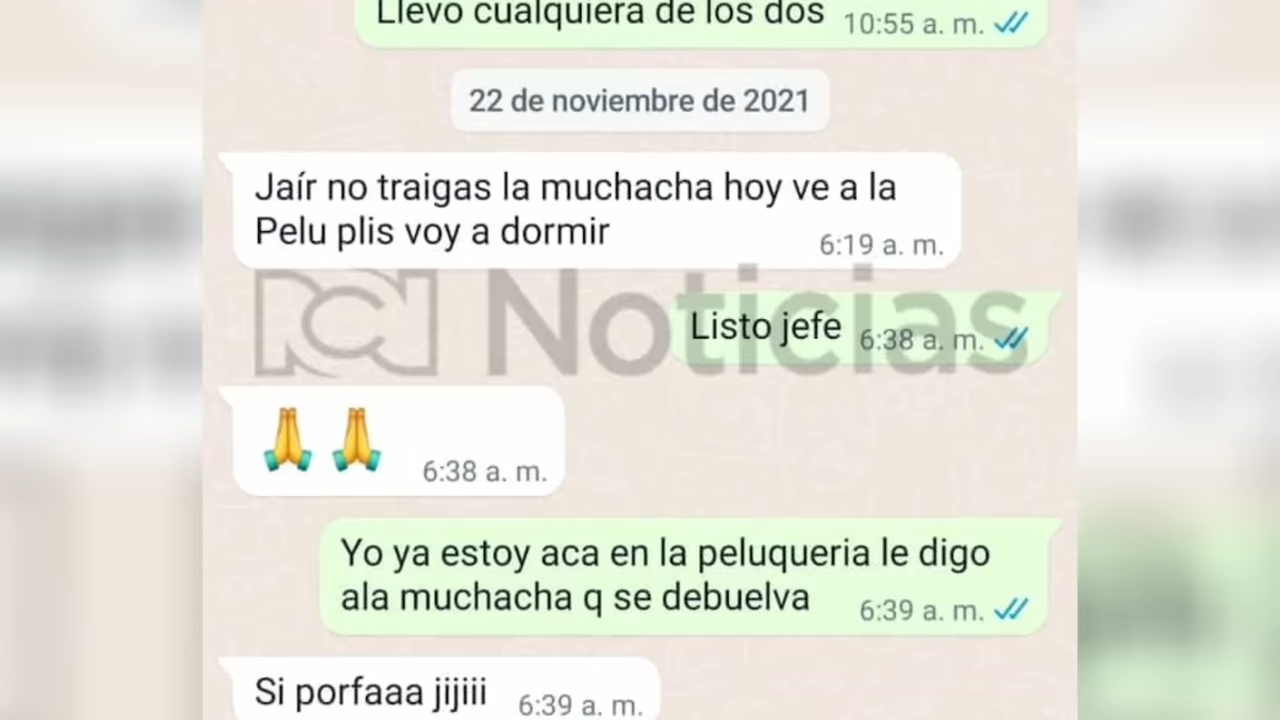 Llevo cualquiera de los dos 10:55 a. m.
22 de noviembre de 2021
Jaír no traigas la muchacha hoy ve a la
Pelu plis voy a dormir 6:19 a. m.
RCN Noticias
Listo jefe 6:38 a. m.
6:38 a. m.
Yo ya estoy aca en la peluqueria le digo
ala muchacha q se debuelva 6:39 a. m.
Si porfaaa jijiii 6:39 a. m.